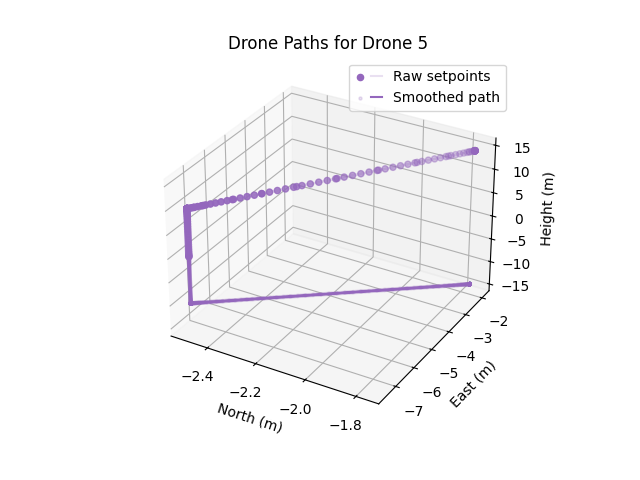 Drone Paths for Drone 5
Raw setpoints
Smoothed path
15
10
5
0
−5
−10
−15
Height (m)
−2
−3
−4
−5
−6
−7
East (m)
−2.4
−2.2
−2.0
−1.8
North (m)